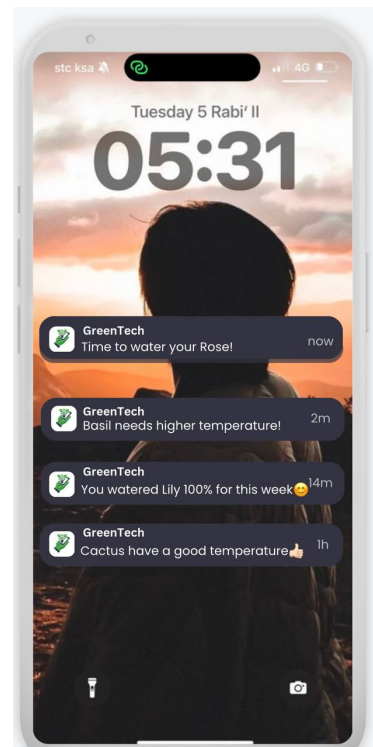 stc ksa
4G
Tuesday 5 Rabiʻ II
05:31
GreenTech
Time to water your Rose!
now
GreenTech
Basil needs higher temperature!
2m
GreenTech
You watered Lily 100% for this week😊
14m
GreenTech
Cactus have a good temperature👍🏻
1h